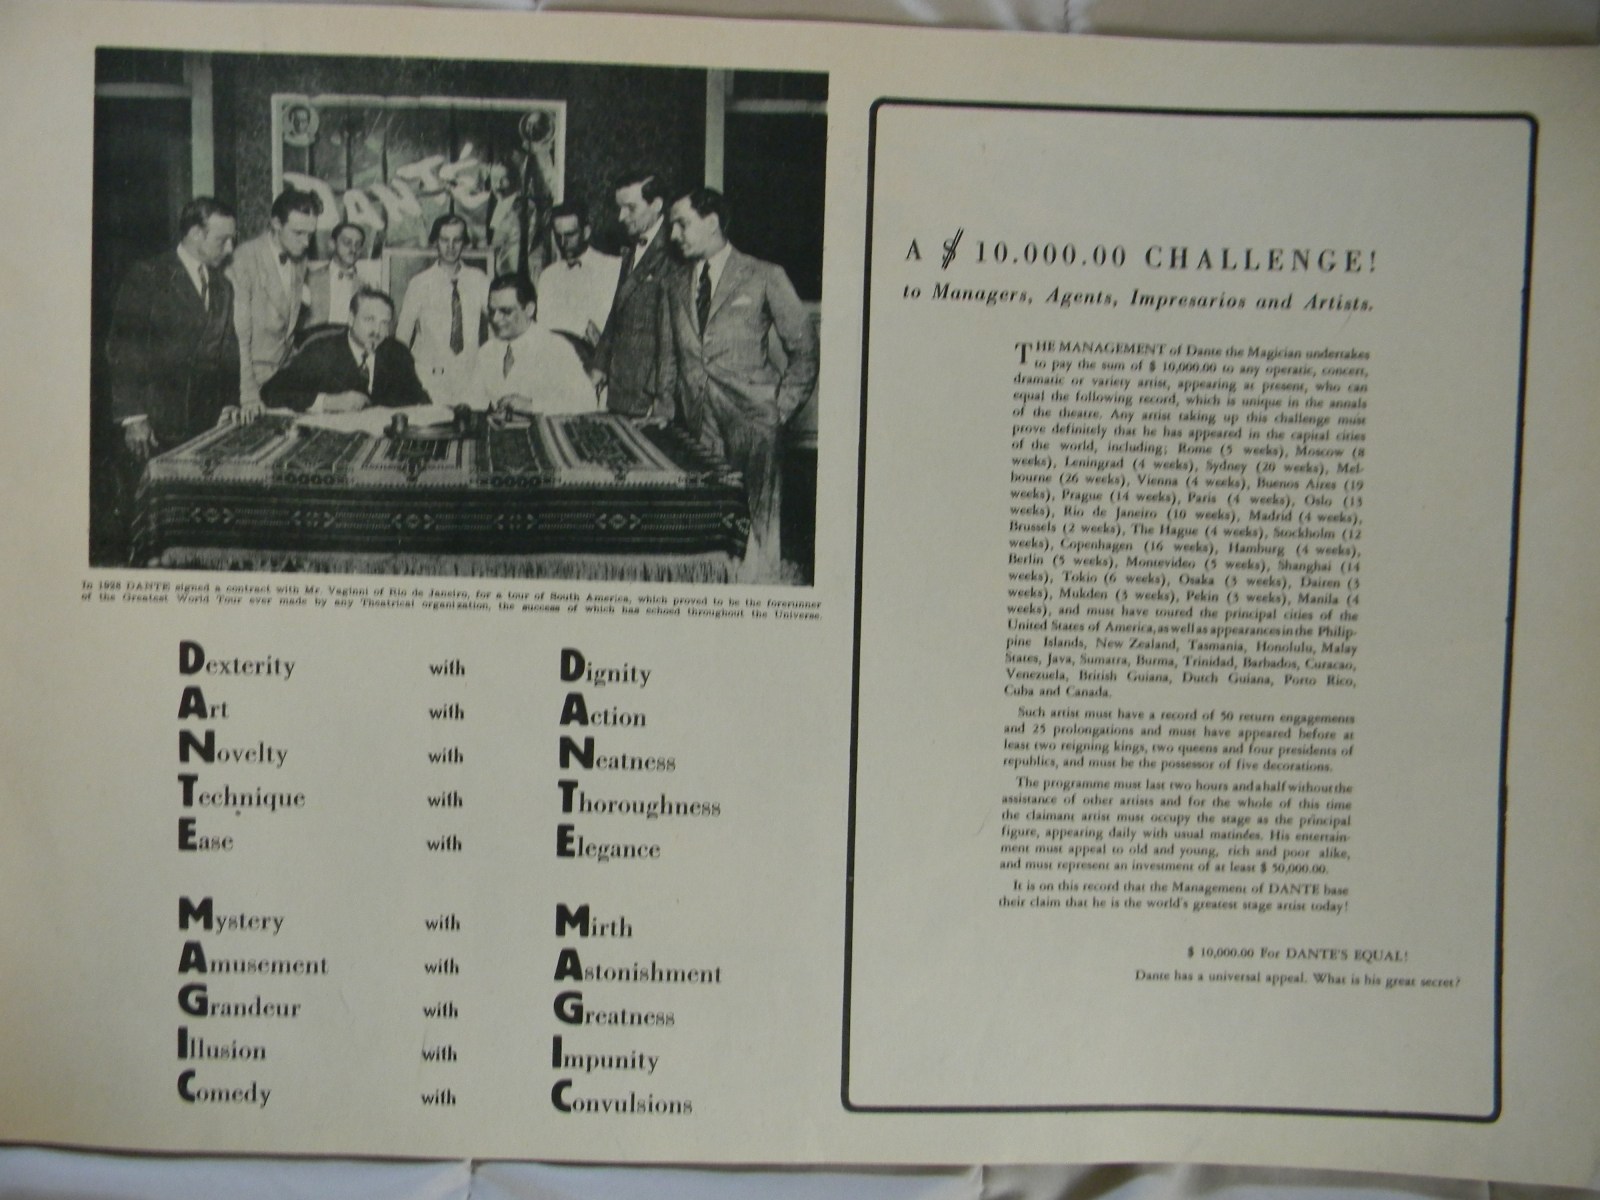 DANTE
In 1928 DANTE signed a contract with Mr. Vagioni of Rio de Janeiro, for a tour of South America, which proved to be the forerunner
of the Greatest World Tour ever made by any Theatrical organization, the success of which has echoed throughout the Universe.
Dexterity with Dignity
Art with Action
Novelty with Neatness
Technique with Thoroughness
Ease with Elegance
Mystery with Mirth
Amusement with Astonishment
Grandeur with Greatness
Illusion with Impunity
Comedy with Convulsions
A $ 10.000.00 CHALLENGE!
to Managers, Agents, Impresarios and Artists.
THE MANAGEMENT of Dante the Magician undertakes
to pay the sum of $ 10,000.00 to any operatic, concert,
dramatic or variety artist, appearing at present, who can
equal the following record, which is unique in the annals
of the theatre. Any artist taking up this challenge must
prove definitely that he has appeared in the capital cities
of the world, including; Rome (5 weeks), Moscow (8
weeks), Leningrad (4 weeks), Sydney (20 weeks), Mel-
bourne (26 weeks), Vienna (4 weeks), Buenos Aires (19
weeks), Prague (14 weeks), Paris (4 weeks), Oslo (13
weeks), Rio de Janeiro (10 weeks), Madrid (4 weeks),
Brussels (2 weeks), The Hague (4 weeks), Stockholm (12
weeks), Copenhagen (16 weeks), Hamburg (4 weeks),
Berlin (5 weeks), Montevideo (5 weeks), Shanghai (14
weeks), Tokio (6 weeks), Osaka (3 weeks), Dairen (3
weeks), Mukden (3 weeks), Pekin (3 weeks), Manila (4
weeks), and must have toured the principal cities of the
United States of America, as well as appearances in the Philip-
pine Islands, New Zealand, Tasmania, Honolulu, Malay
States, Java, Sumatra, Burma, Trinidad, Barbados, Curacao,
Venezuela, British Guiana, Dutch Guiana, Porto Rico,
Cuba and Canada.
Such artist must have a record of 50 return engagements
and 25 prolongations and must have appeared before at
least two reigning kings, two queens and four presidents of
republics, and must be the possessor of five decorations.
The programme must last two hours and a half without the
assistance of other artists and for the whole of this time
the claimant artist must occupy the stage as the principal
figure, appearing daily with usual matinées. His entertain-
ment must appeal to old and young, rich and poor alike,
and must represent an investment of at least $ 50,000.00.
It is on this record that the Management of DANTE base
their claim that he is the world's greatest stage artist today!
$ 10,000.00 For DANTE'S EQUAL!
Dante has a universal appeal. What is his great secret?